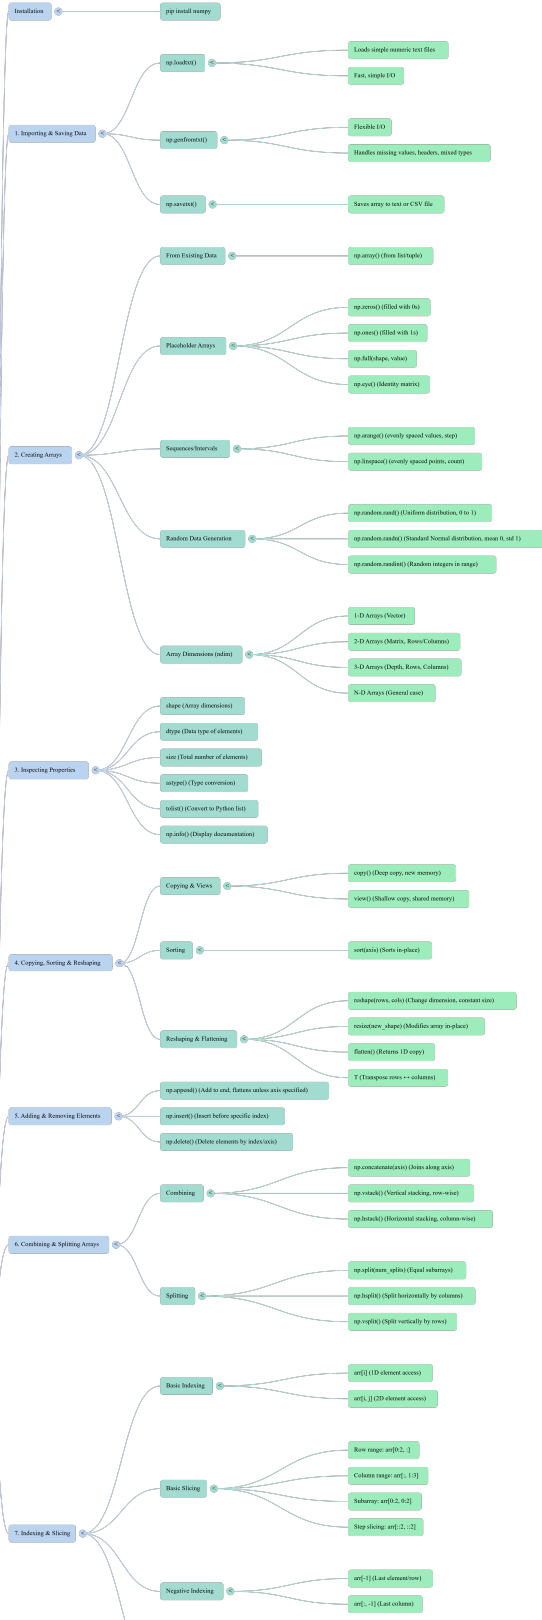 Installation
pip install numpy
1. Importing & Saving Data
np.loadtxt()
Loads simple numeric text files
Fast, simple I/O
np.genfromtxt()
Flexible I/O
Handles missing values, headers, mixed types
np.savetxt()
Saves array to text or CSV file
2. Creating Arrays
From Existing Data
np.array() (from list/tuple)
Placeholder Arrays
np.zeros() (filled with 0s)
np.ones() (filled with 1s)
np.full(shape, value)
np.eye() (Identity matrix)
Sequences/Intervals
np.arange() (evenly spaced values, step)
np.linspace() (evenly spaced points, count)
Random Data Generation
np.random.rand() (Uniform distribution, 0 to 1)
np.random.randn() (Standard Normal distribution, mean 0, std 1)
np.random.randint() (Random integers in range)
Array Dimensions (ndim)
1-D Arrays (Vector)
2-D Arrays (Matrix, Rows/Columns)
3-D Arrays (Depth, Rows, Columns)
N-D Arrays (General case)
3. Inspecting Properties
shape (Array dimensions)
dtype (Data type of elements)
size (Total number of elements)
astype() (Type conversion)
tolist() (Convert to Python list)
np.info() (Display documentation)
4. Copying, Sorting & Reshaping
Copying & Views
copy() (Deep copy, new memory)
view() (Shallow copy, shared memory)
Sorting
sort(axis) (Sorts in-place)
Reshaping & Flattening
reshape(rows, cols) (Change dimension, constant size)
resize(new_shape) (Modifies array in-place)
flatten() (Returns 1D copy)
T (Transpose rows ↔ columns)
5. Adding & Removing Elements
np.append() (Add to end, flattens unless axis specified)
np.insert() (Insert before specific index)
np.delete() (Delete elements by index/axis)
6. Combining & Splitting Arrays
Combining
np.concatenate(axis) (Joins along axis)
np.vstack() (Vertical stacking, row-wise)
np.hstack() (Horizontal stacking, column-wise)
Splitting
np.split(num_splits) (Equal subarrays)
np.hsplit() (Split horizontally by columns)
np.vsplit() (Split vertically by rows)
7. Indexing & Slicing
Basic Indexing
arr[i] (1D element access)
arr[i, j] (2D element access)
Basic Slicing
Row range: arr[0:2, :]
Column range: arr[:, 1:3]
Subarray: arr[0:2, 0:2]
Step slicing: arr[::2, ::2]
Negative Indexing
arr[-1] (Last element/row)
arr[:, -1] (Last column)